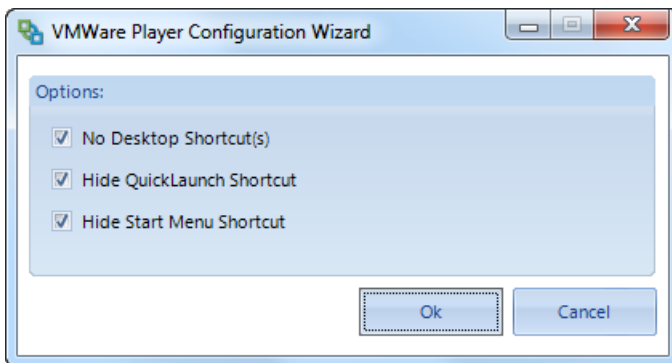 VMWare Player Configuration Wizard
Options:
No Desktop Shortcut(s)
Hide QuickLaunch Shortcut
Hide Start Menu Shortcut
Ok Cancel